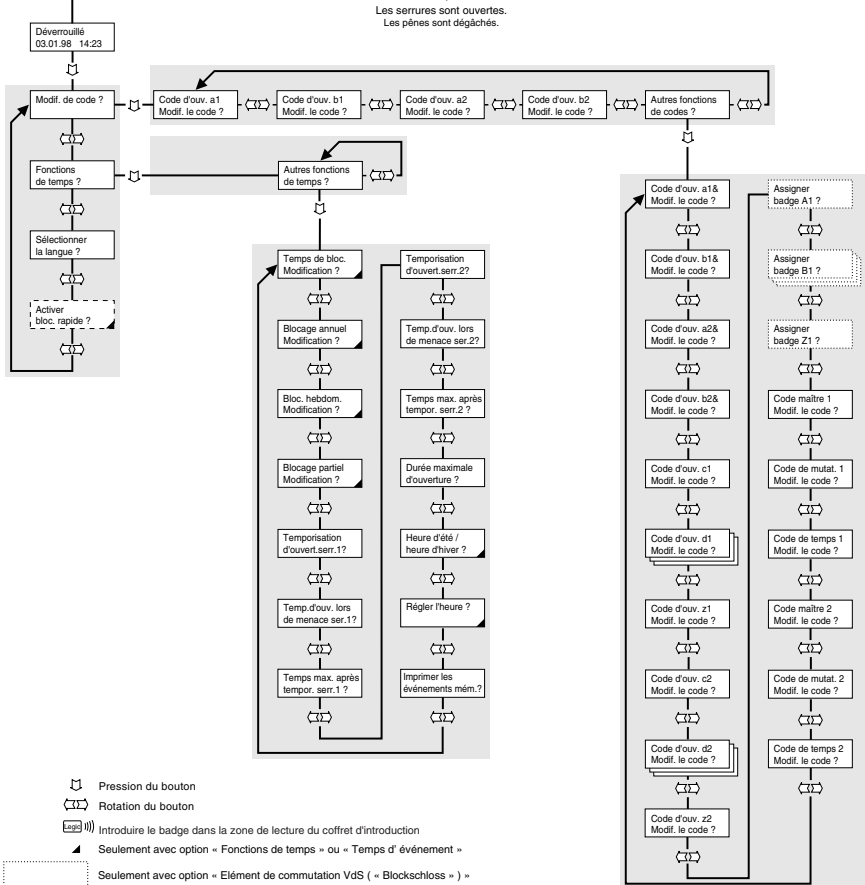 Les serrures sont ouvertes.
Les pênes sont dégâchés.
Déverrouillé
03.01.98 14:23
Modif. de code ?
Code d'ouv. a1
Modif. le code ?
Code d'ouv. b1
Modif. le code ?
Code d'ouv. a2
Modif. le code ?
Code d'ouv. b2
Modif. le code ?
Autres fonctions
de codes ?
Fonctions
de temps ?
Autres fonctions
de temps ?
Sélectionner
la langue ?
Activer
bloc. rapide ?
Temps de bloc.
Modification ?
Blocage annuel
Modification ?
Bloc. hebdom.
Modification ?
Blocage partiel
Modification ?
Temporisation
d'ouvert.serr.1?
Temp.d'ouv. lors
de menace ser.1?
Temps max. après
tempor. serr.1 ?
Temporisation
d'ouvert.serr.2?
Temp.d'ouv. lors
de menace ser.2?
Temps max. après
tempor. serr.2 ?
Durée maximale
d'ouverture ?
Heure d'été /
heure d'hiver ?
Régler l'heure ?
Imprimer les
événements mém.?
Code d'ouv. a1&
Modif. le code ?
Code d'ouv. b1&
Modif. le code ?
Code d'ouv. a2&
Modif. le code ?
Code d'ouv. b2&
Modif. le code ?
Code d'ouv. c1
Modif. le code ?
Code d'ouv. d1
Modif. le code ?
Code d'ouv. z1
Modif. le code ?
Code d'ouv. c2
Modif. le code ?
Code d'ouv. d2
Modif. le code ?
Code d'ouv. z2
Modif. le code ?
Assigner
badge A1 ?
Assigner
badge B1 ?
Assigner
badge Z1 ?
Code maître 1
Modif. le code ?
Code de mutat. 1
Modif. le code ?
Code de temps 1
Modif. le code ?
Code maître 2
Modif. le code ?
Code de mutat. 2
Modif. le code ?
Code de temps 2
Modif. le code ?
Pression du bouton
Rotation du bouton
Legic Introduire le badge dans la zone de lecture du coffret d'introduction
Seulement avec option « Fonctions de temps » ou « Temps d' événement »
Seulement avec option « Elément de commutation VdS ( « Blockschloss » ) »